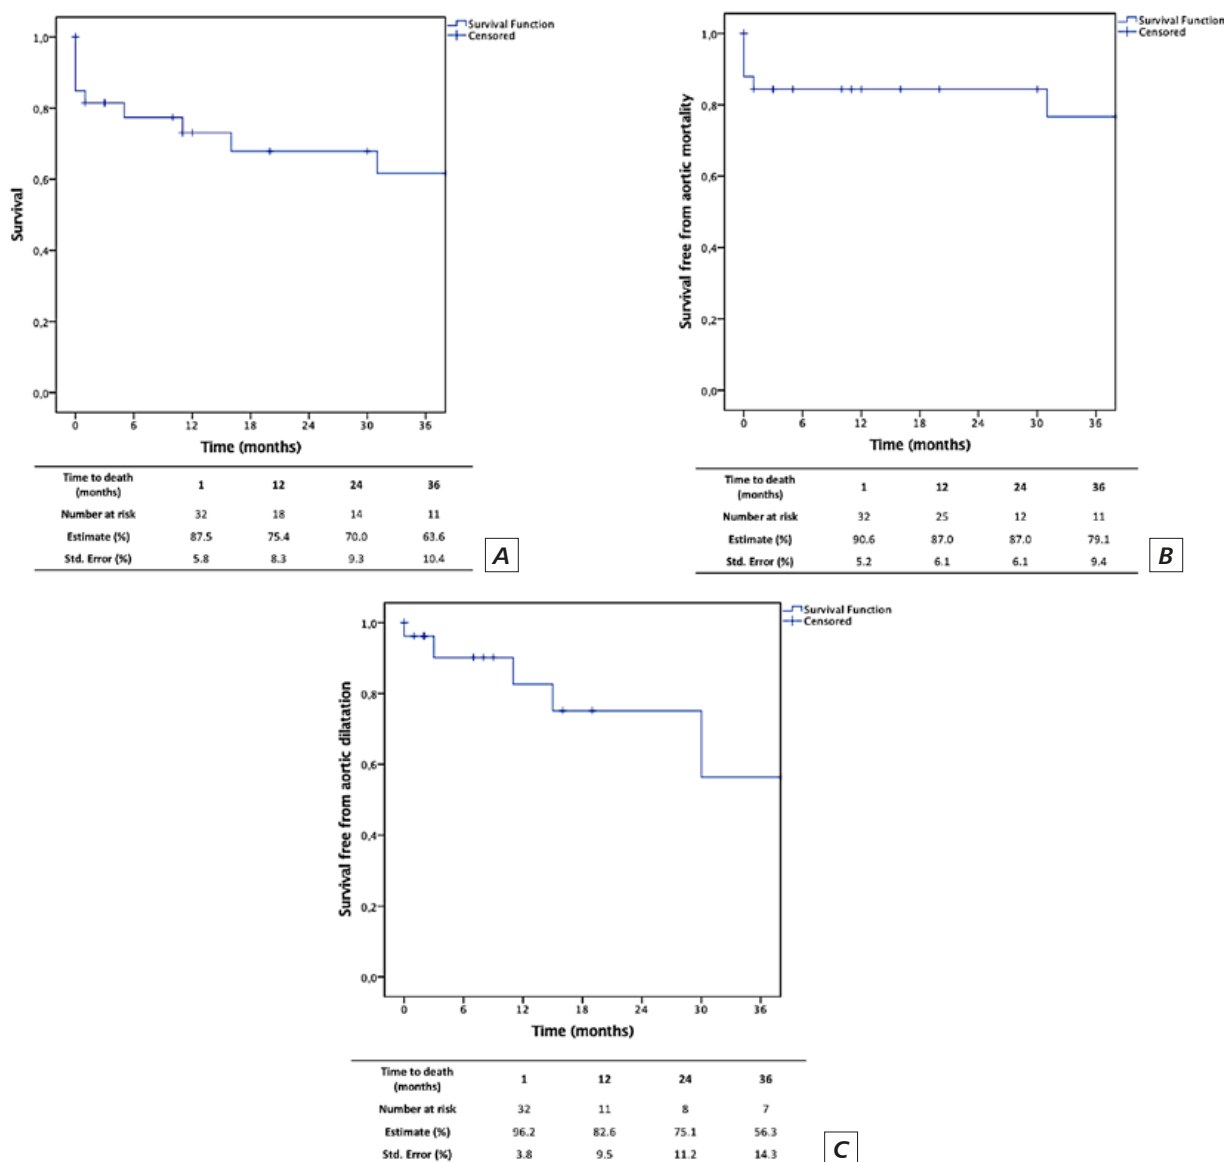 Survival Function
Censored
1,0
0,8
0,6
0,4
0,2
0,0
Survival
0 6 12 18 24 30 36
Time (months)
Time to death (months) 1 12 24 36
Number at risk 32 18 14 11
Estimate (%) 87.5 75.4 70.0 63.6
Std. Error (%) 5.8 8.3 9.3 10.4
A
Survival Function
Censored
1,0
0,8
0,6
0,4
0,2
0,0
Survival free from aortic mortality
0 6 12 18 24 30 36
Time (months)
Time to death (months) 1 12 24 36
Number at risk 32 25 12 11
Estimate (%) 90.6 87.0 87.0 79.1
Std. Error (%) 5.2 6.1 6.1 9.4
B
Survival Function
Censored
1,0
0,8
0,6
0,4
0,2
0,0
Survival free from aortic dilatation
0 6 12 18 24 30 36
Time (months)
Time to death (months) 1 12 24 36
Number at risk 32 11 8 7
Estimate (%) 96.2 82.6 75.1 56.3
Std. Error (%) 3.8 9.5 11.2 14.3
C